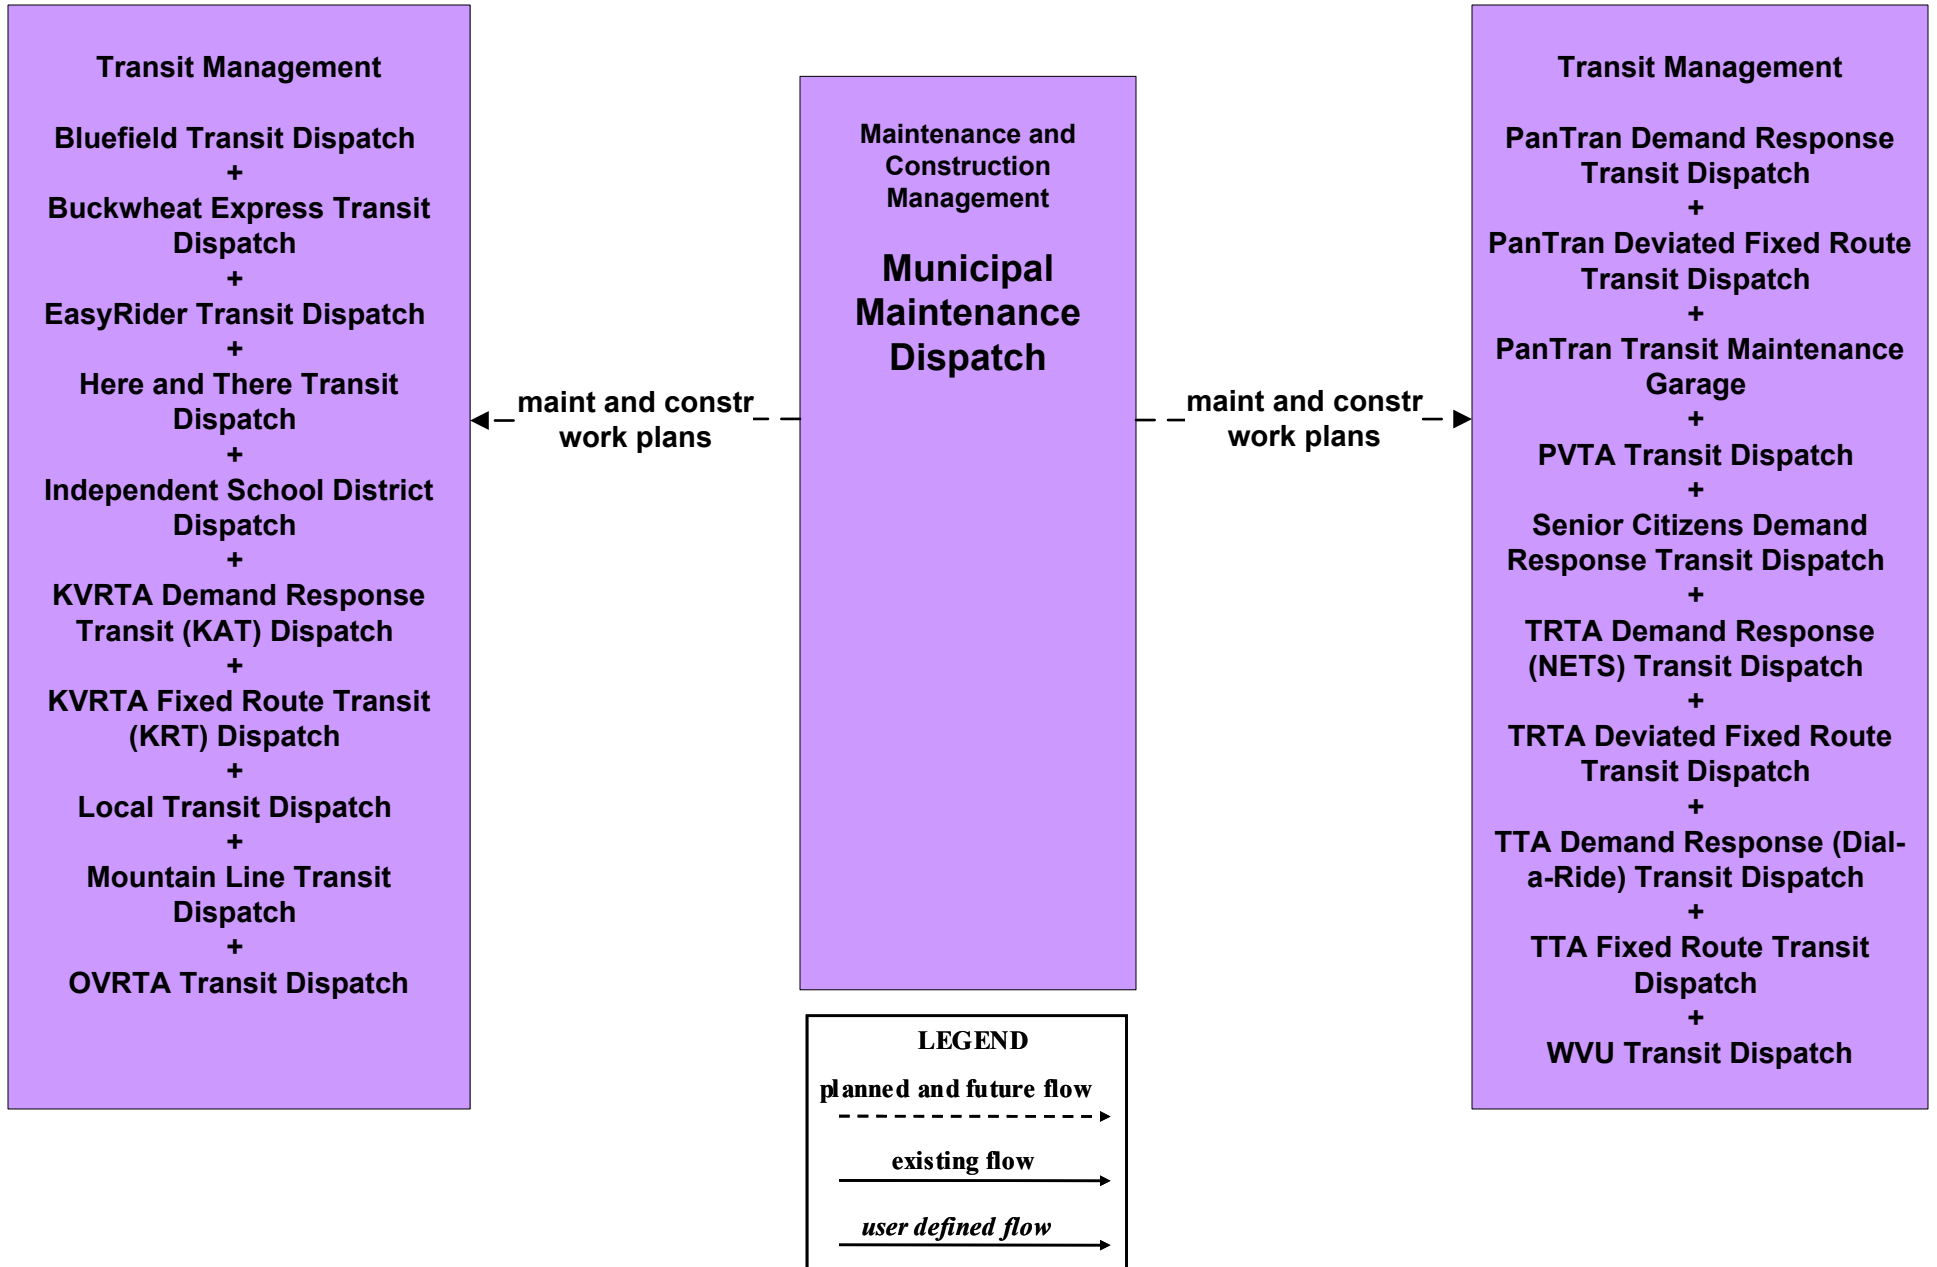 Transit Management
Bluefield Transit Dispatch
+
Buckwheat Express Transit
Dispatch
+
EasyRider Transit Dispatch
+
Here and There Transit
Dispatch
+
Independent School District
Dispatch
+
KVRTA Demand Response
Transit (KAT) Dispatch
+
KVRTA Fixed Route Transit
(KRT) Dispatch
+
Local Transit Dispatch
+
Mountain Line Transit
Dispatch
+
OVRTA Transit Dispatch
maint and constr
work plans
Maintenance and
Construction
Management
Municipal
Maintenance
Dispatch
maint and constr
work plans
Transit Management
PanTran Demand Response
Transit Dispatch
+
PanTran Deviated Fixed Route
Transit Dispatch
+
PanTran Transit Maintenance
Garage
+
PVTA Transit Dispatch
+
Senior Citizens Demand
Response Transit Dispatch
+
TRTA Demand Response
(NETS) Transit Dispatch
+
TRTA Deviated Fixed Route
Transit Dispatch
+
TTA Demand Response (Dial-
a-Ride) Transit Dispatch
+
TTA Fixed Route Transit
Dispatch
+
WVU Transit Dispatch
LEGEND
planned and future flow
existing flow
user defined flow